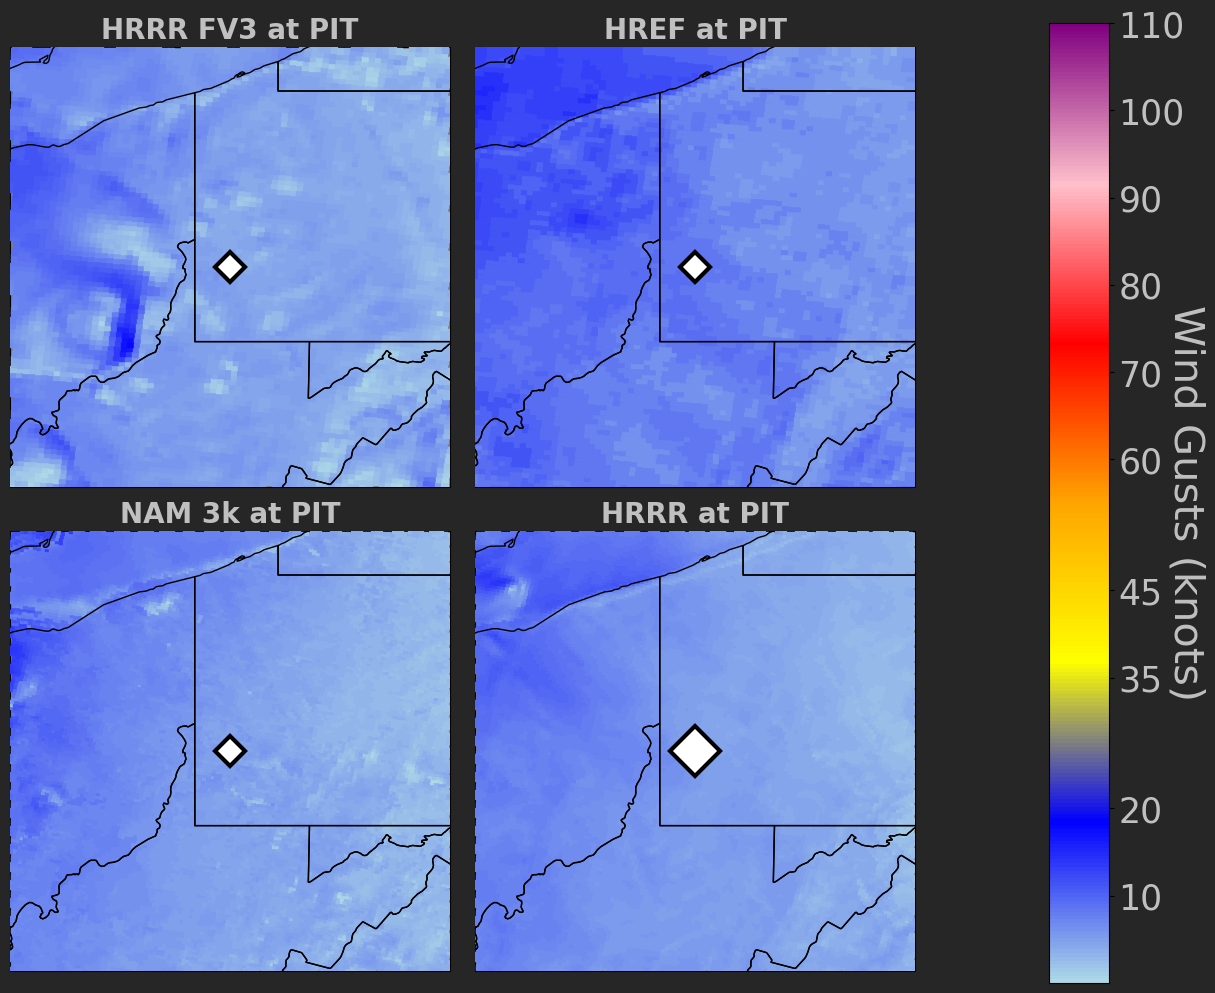 HRRR FV3 at PIT
HREF at PIT
NAM 3k at PIT
HRRR at PIT
110
100
90
80
70
60
45
35
20
10
Wind Gusts (knots)